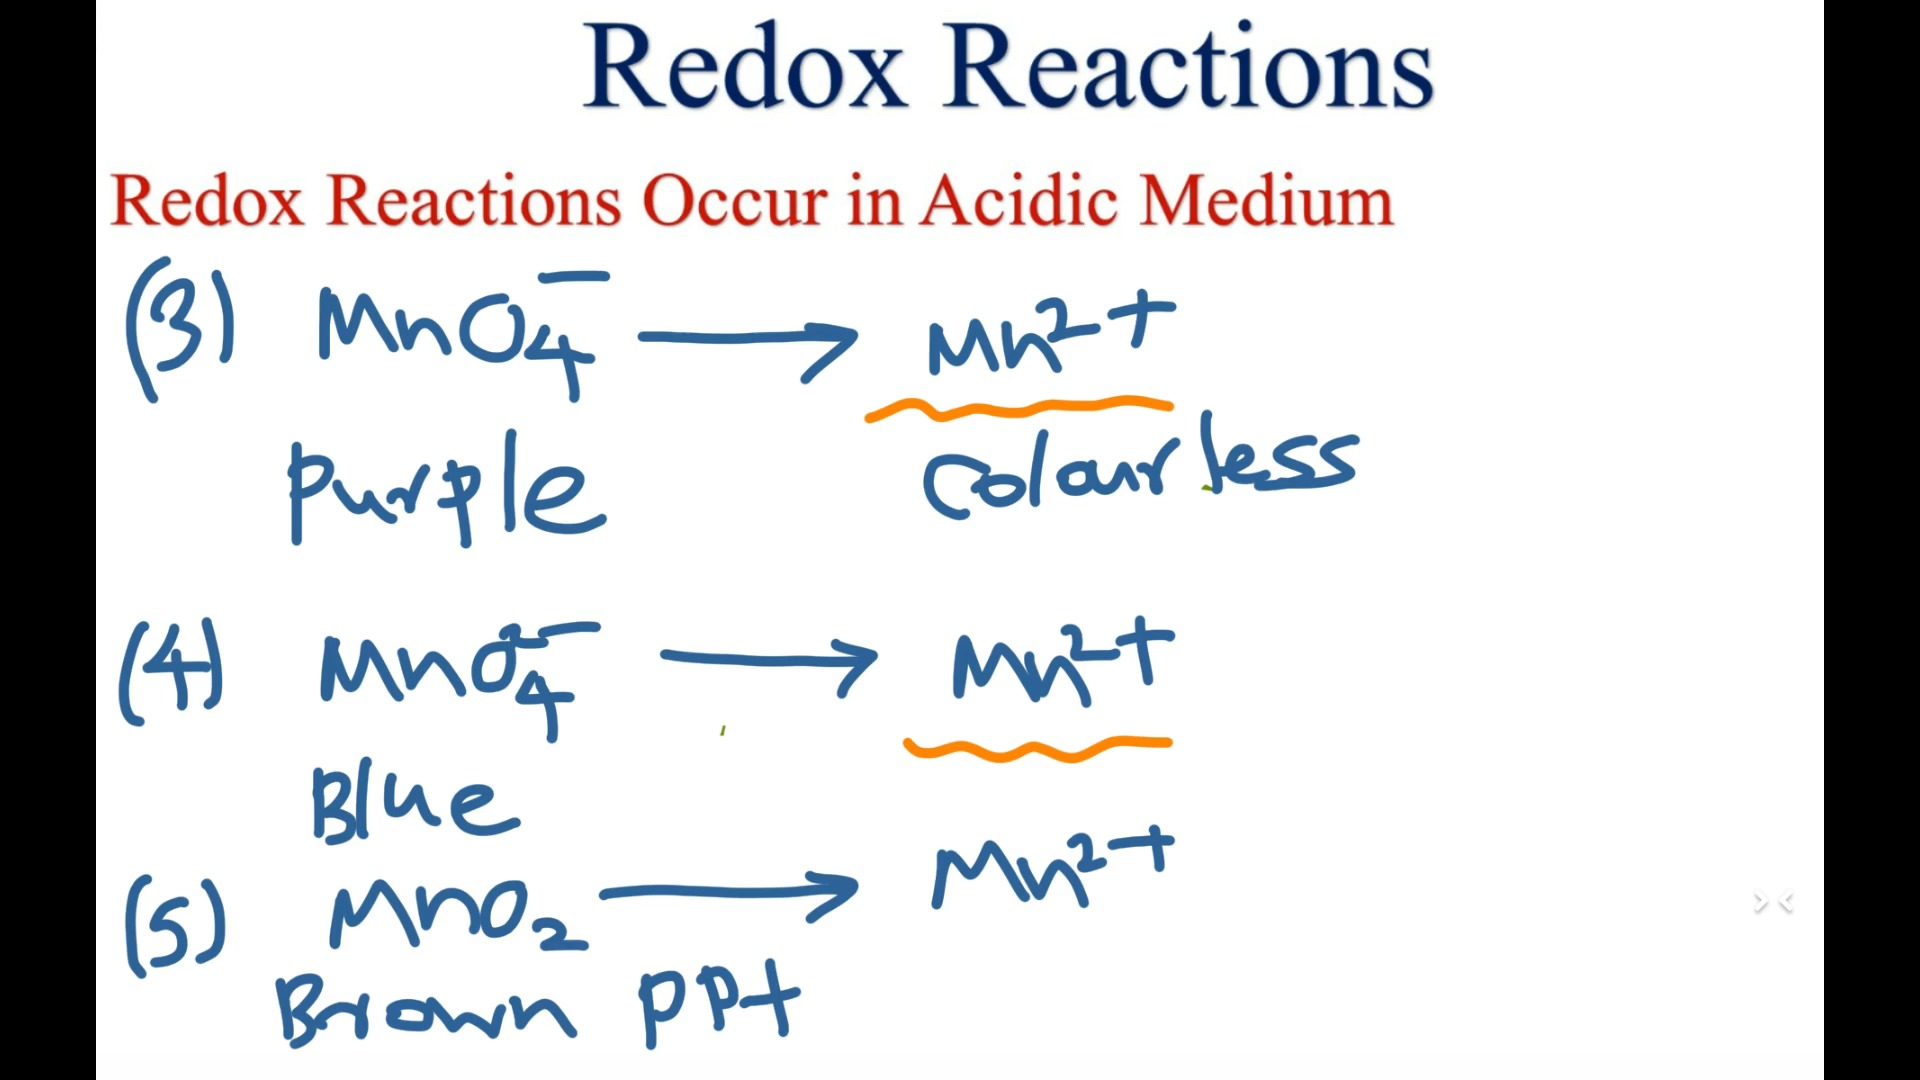 Redox Reactions
Redox Reactions Occur in Acidic Medium
(3) MnO₄⁻ → Mn²⁺
Purple colourless
(4) MnO₄²⁻ → Mn²⁺
Blue
(5) MnO₂ → Mn²⁺
Brown PPt